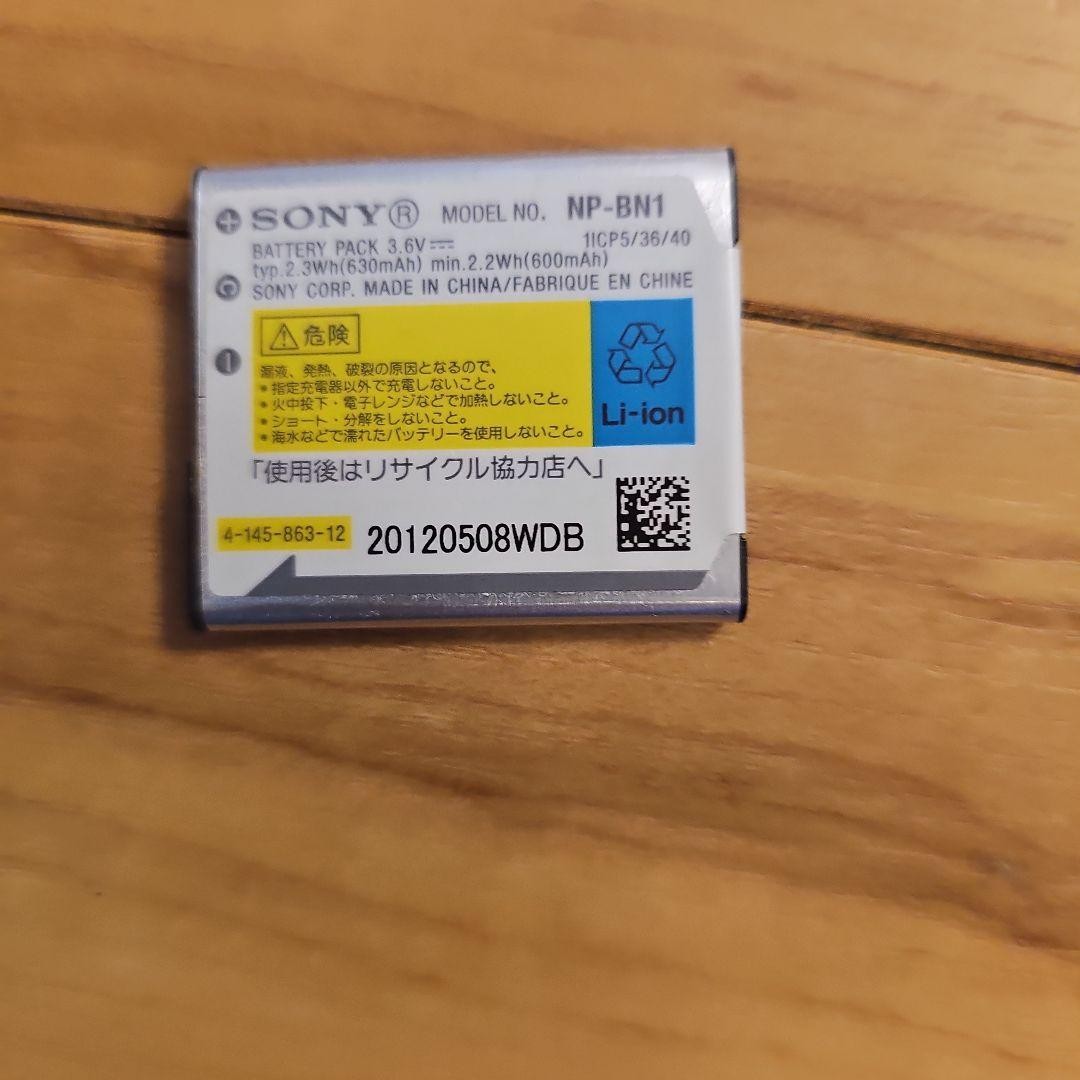 SONY® MODEL NO. NP-BN1
BATTERY PACK 3.6V⎓ 1ICP5/36/40
typ.2.3Wh(630mAh) min.2.2Wh(600mAh)
SONY CORP. MADE IN CHINA/FABRIQUE EN CHINE
⚠危険
漏液、発熱、破裂の原因となるので、
•指定充電器以外で充電しないこと。
•火中投下・電子レンジなどで加熱しないこと。
•ショート・分解をしないこと。
•海水などで濡れたバッテリーを使用しないこと。
Li-ion
「使用後はリサイクル協力店へ」
4-145-863-12 20120508WDB